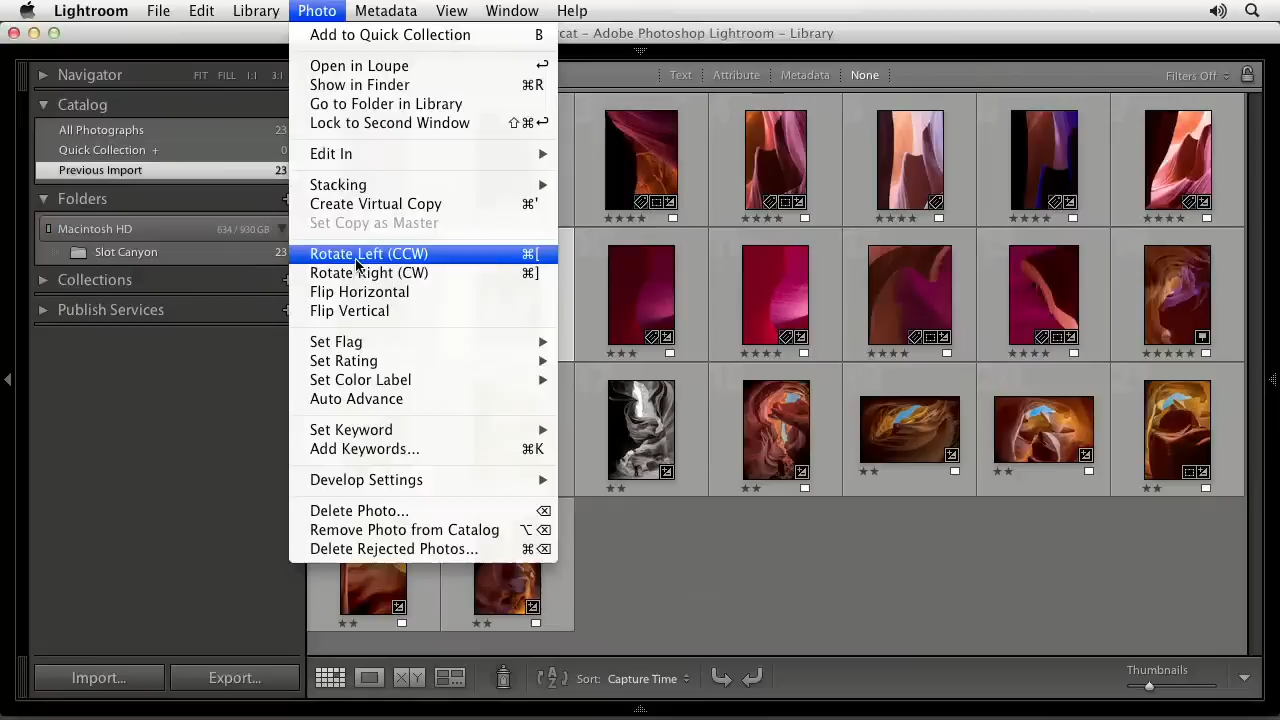 Lightroom File Edit Library Photo Metadata View Window Help
cat – Adobe Photoshop Lightroom – Library
Navigator FIT FILL 1:1 3:1
Catalog
All Photographs 23
Quick Collection + 0
Previous Import 23
Folders
Macintosh HD 634 / 930 GB
Slot Canyon 23
Collections
Publish Services
Import...
Export...
Add to Quick Collection B
Open in Loupe ↩
Show in Finder ⌘R
Go to Folder in Library
Lock to Second Window ⇧⌘↩
Edit In
Stacking
Create Virtual Copy ⌘'
Set Copy as Master
Rotate Left (CCW) ⌘[
Rotate Right (CW) ⌘]
Flip Horizontal
Flip Vertical
Set Flag
Set Rating
Set Color Label
Auto Advance
Set Keyword
Add Keywords... ⌘K
Develop Settings
Delete Photo... ⌫
Remove Photo from Catalog ⌥⌫
Delete Rejected Photos... ⌘⌫
Text Attribute Metadata None
Filters Off
XY
AZ
Sort: Capture Time
Thumbnails